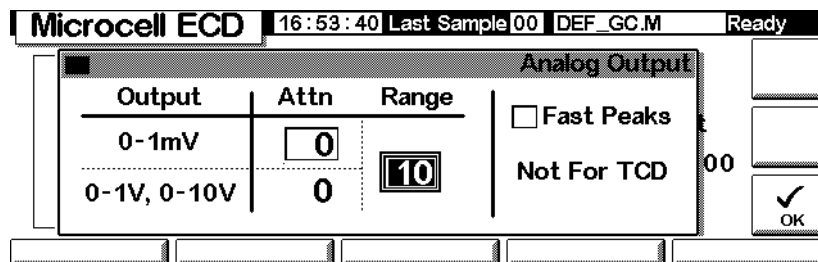 Microcell ECD 16:53:40 Last Sample 00 DEF_GC.M Ready
Analog Output
Output Attn Range
Fast Peaks
0-1mV 0
10
Not For TCD 00
0-1V, 0-10V 0
OK